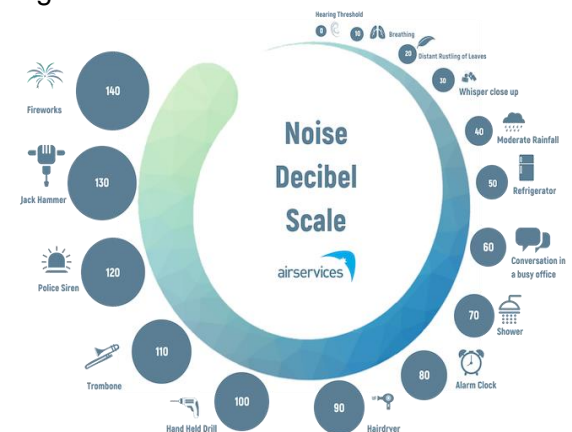 Hearing Threshold
0
10
Breathing
20
Distant Rustling of Leaves
30
Whisper close up
40
Moderate Rainfall
50
Refrigerator
60
Conversation in
a busy office
70
Shower
80
Alarm Clock
90
Hairdryer
100
Hand Held Drill
110
Trombone
120
Police Siren
130
Jack Hammer
140
Fireworks
Noise
Decibel
Scale
airservices